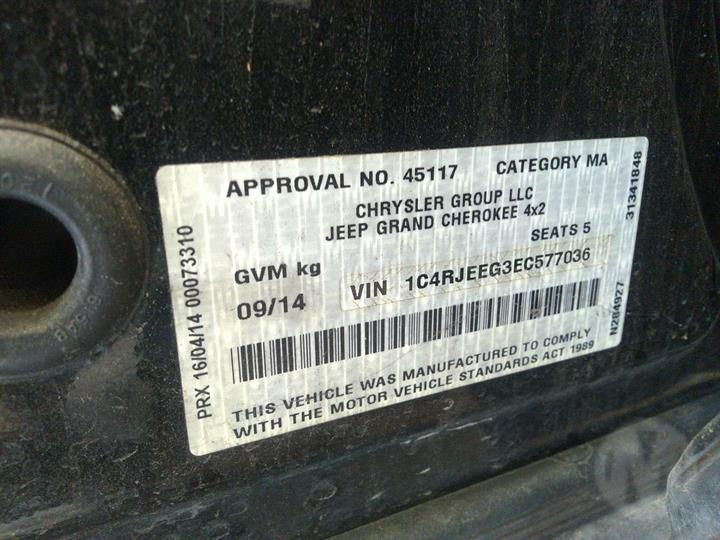 APPROVAL NO. 45117 CATEGORY MA
CHRYSLER GROUP LLC
JEEP GRAND CHEROKEE 4x2
SEATS 5
GVM kg
09/14 VIN 1C4RJEEG3EC577036
THIS VEHICLE WAS MANUFACTURED TO COMPLY
WITH THE MOTOR VEHICLE STANDARDS ACT 1989
PRX 16/04/14 00073310
31341848
N284927